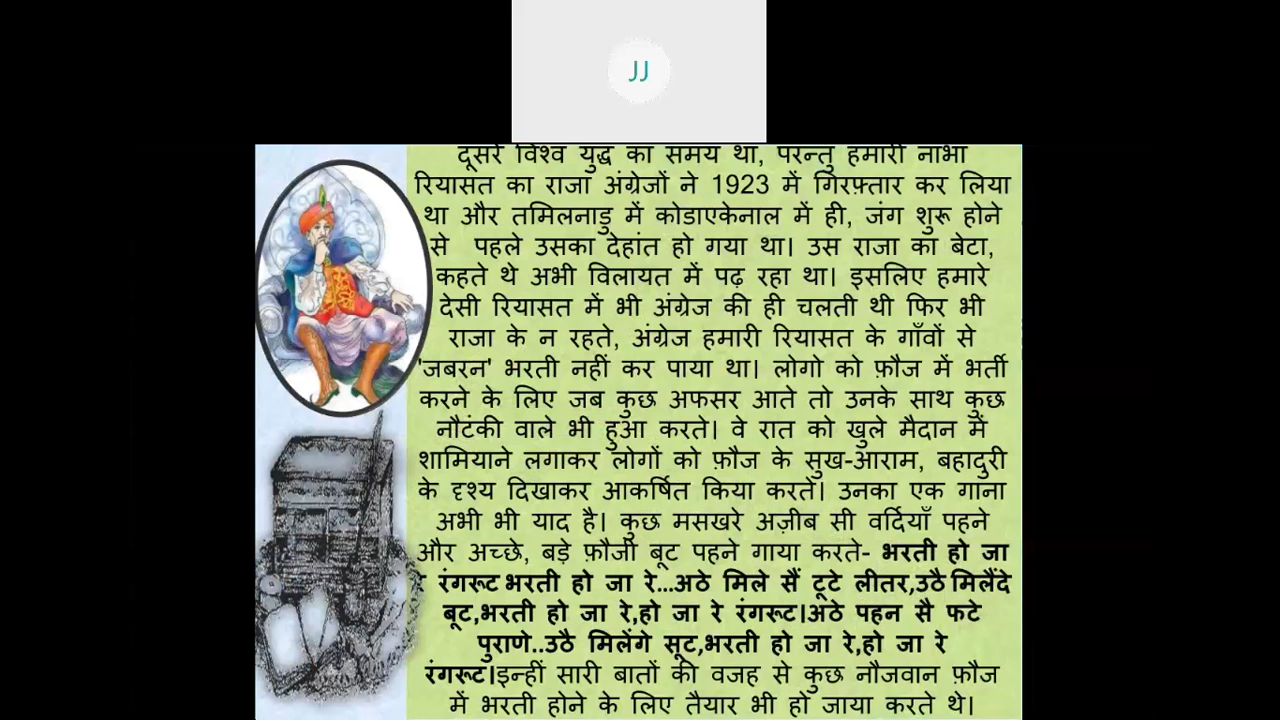 JJ
दूसरे विश्व युद्ध का समय था, परन्तु हमारी नाभा
रियासत का राजा अंग्रेजों ने 1923 में गिरफ़्तार कर लिया
था और तमिलनाडु में कोडाएकेनाल में ही, जंग शुरू होने
से पहले उसका देहांत हो गया था। उस राजा का बेटा,
कहते थे अभी विलायत में पढ़ रहा था। इसलिए हमारे
देसी रियासत में भी अंग्रेज की ही चलती थी फिर भी
राजा के न रहते, अंग्रेज हमारी रियासत के गाँवों से
'जबरन' भरती नहीं कर पाया था। लोगो को फ़ौज में भर्ती
करने के लिए जब कुछ अफसर आते तो उनके साथ कुछ
नौटंकी वाले भी हुआ करते। वे रात को खुले मैदान में
शामियाने लगाकर लोगों को फ़ौज के सुख-आराम, बहादुरी
के दृश्य दिखाकर आकर्षित किया करते। उनका एक गाना
अभी भी याद है। कुछ मसखरे अज़ीब सी वर्दियाँ पहने
और अच्छे, बड़े फ़ौजी बूट पहने गाया करते- भरती हो जा
रंगरूट भरती हो जा रे...अठे मिले सैं टूटे लीतर,उठै मिलैंदे
बूट,भरती हो जा रे,हो जा रे रंगरूट।अठे पहन सै फटे
पुराणे..उठै मिलेंगे सूट,भरती हो जा रे,हो जा रे
रंगरूट।इन्हीं सारी बातों की वजह से कुछ नौजवान फ़ौज
में भरती होने के लिए तैयार भी हो जाया करते थे।